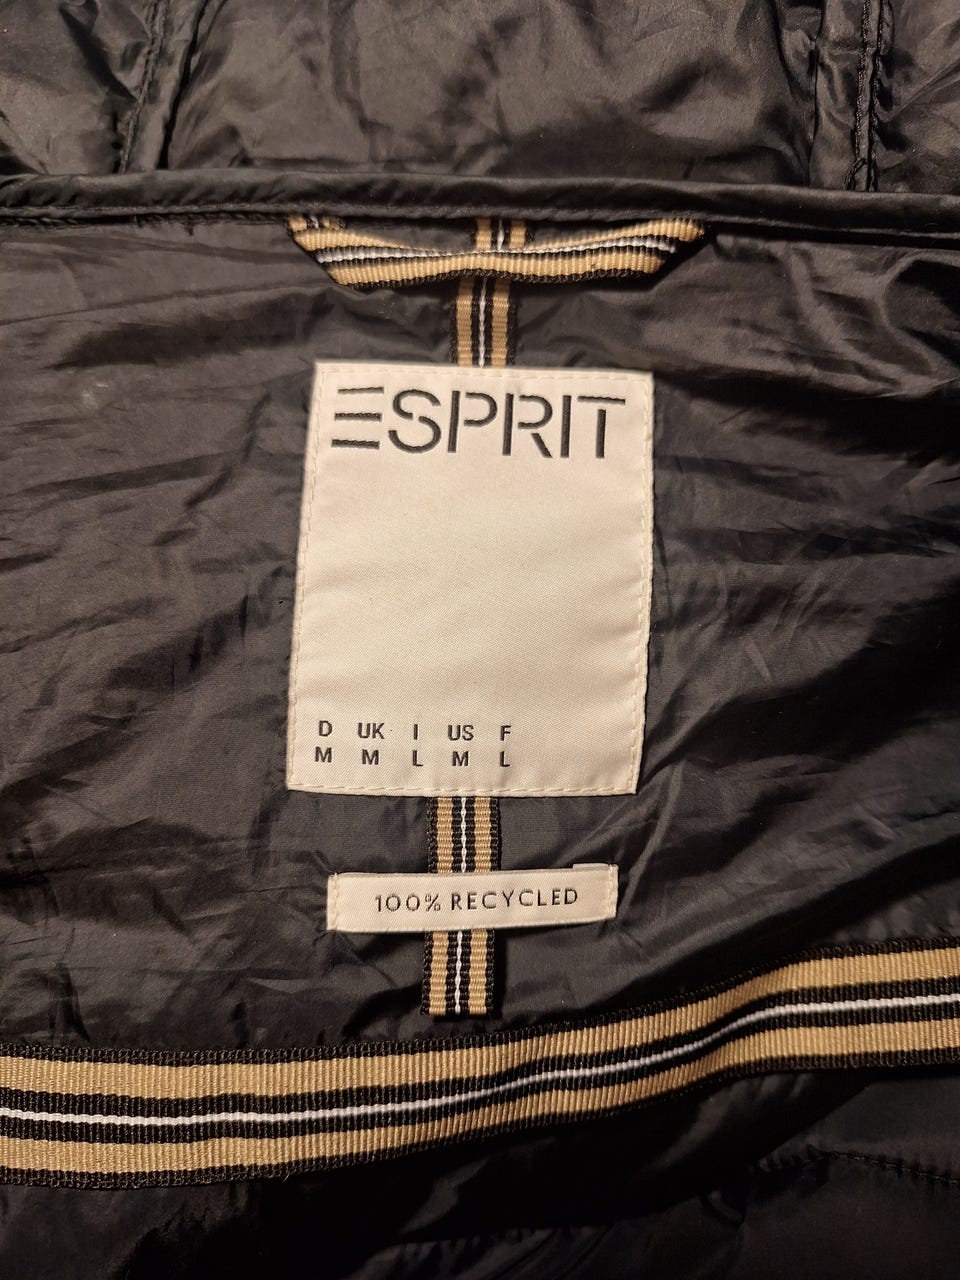 ESPRIT
D UK I US F
M M L M L
100% RECYCLED